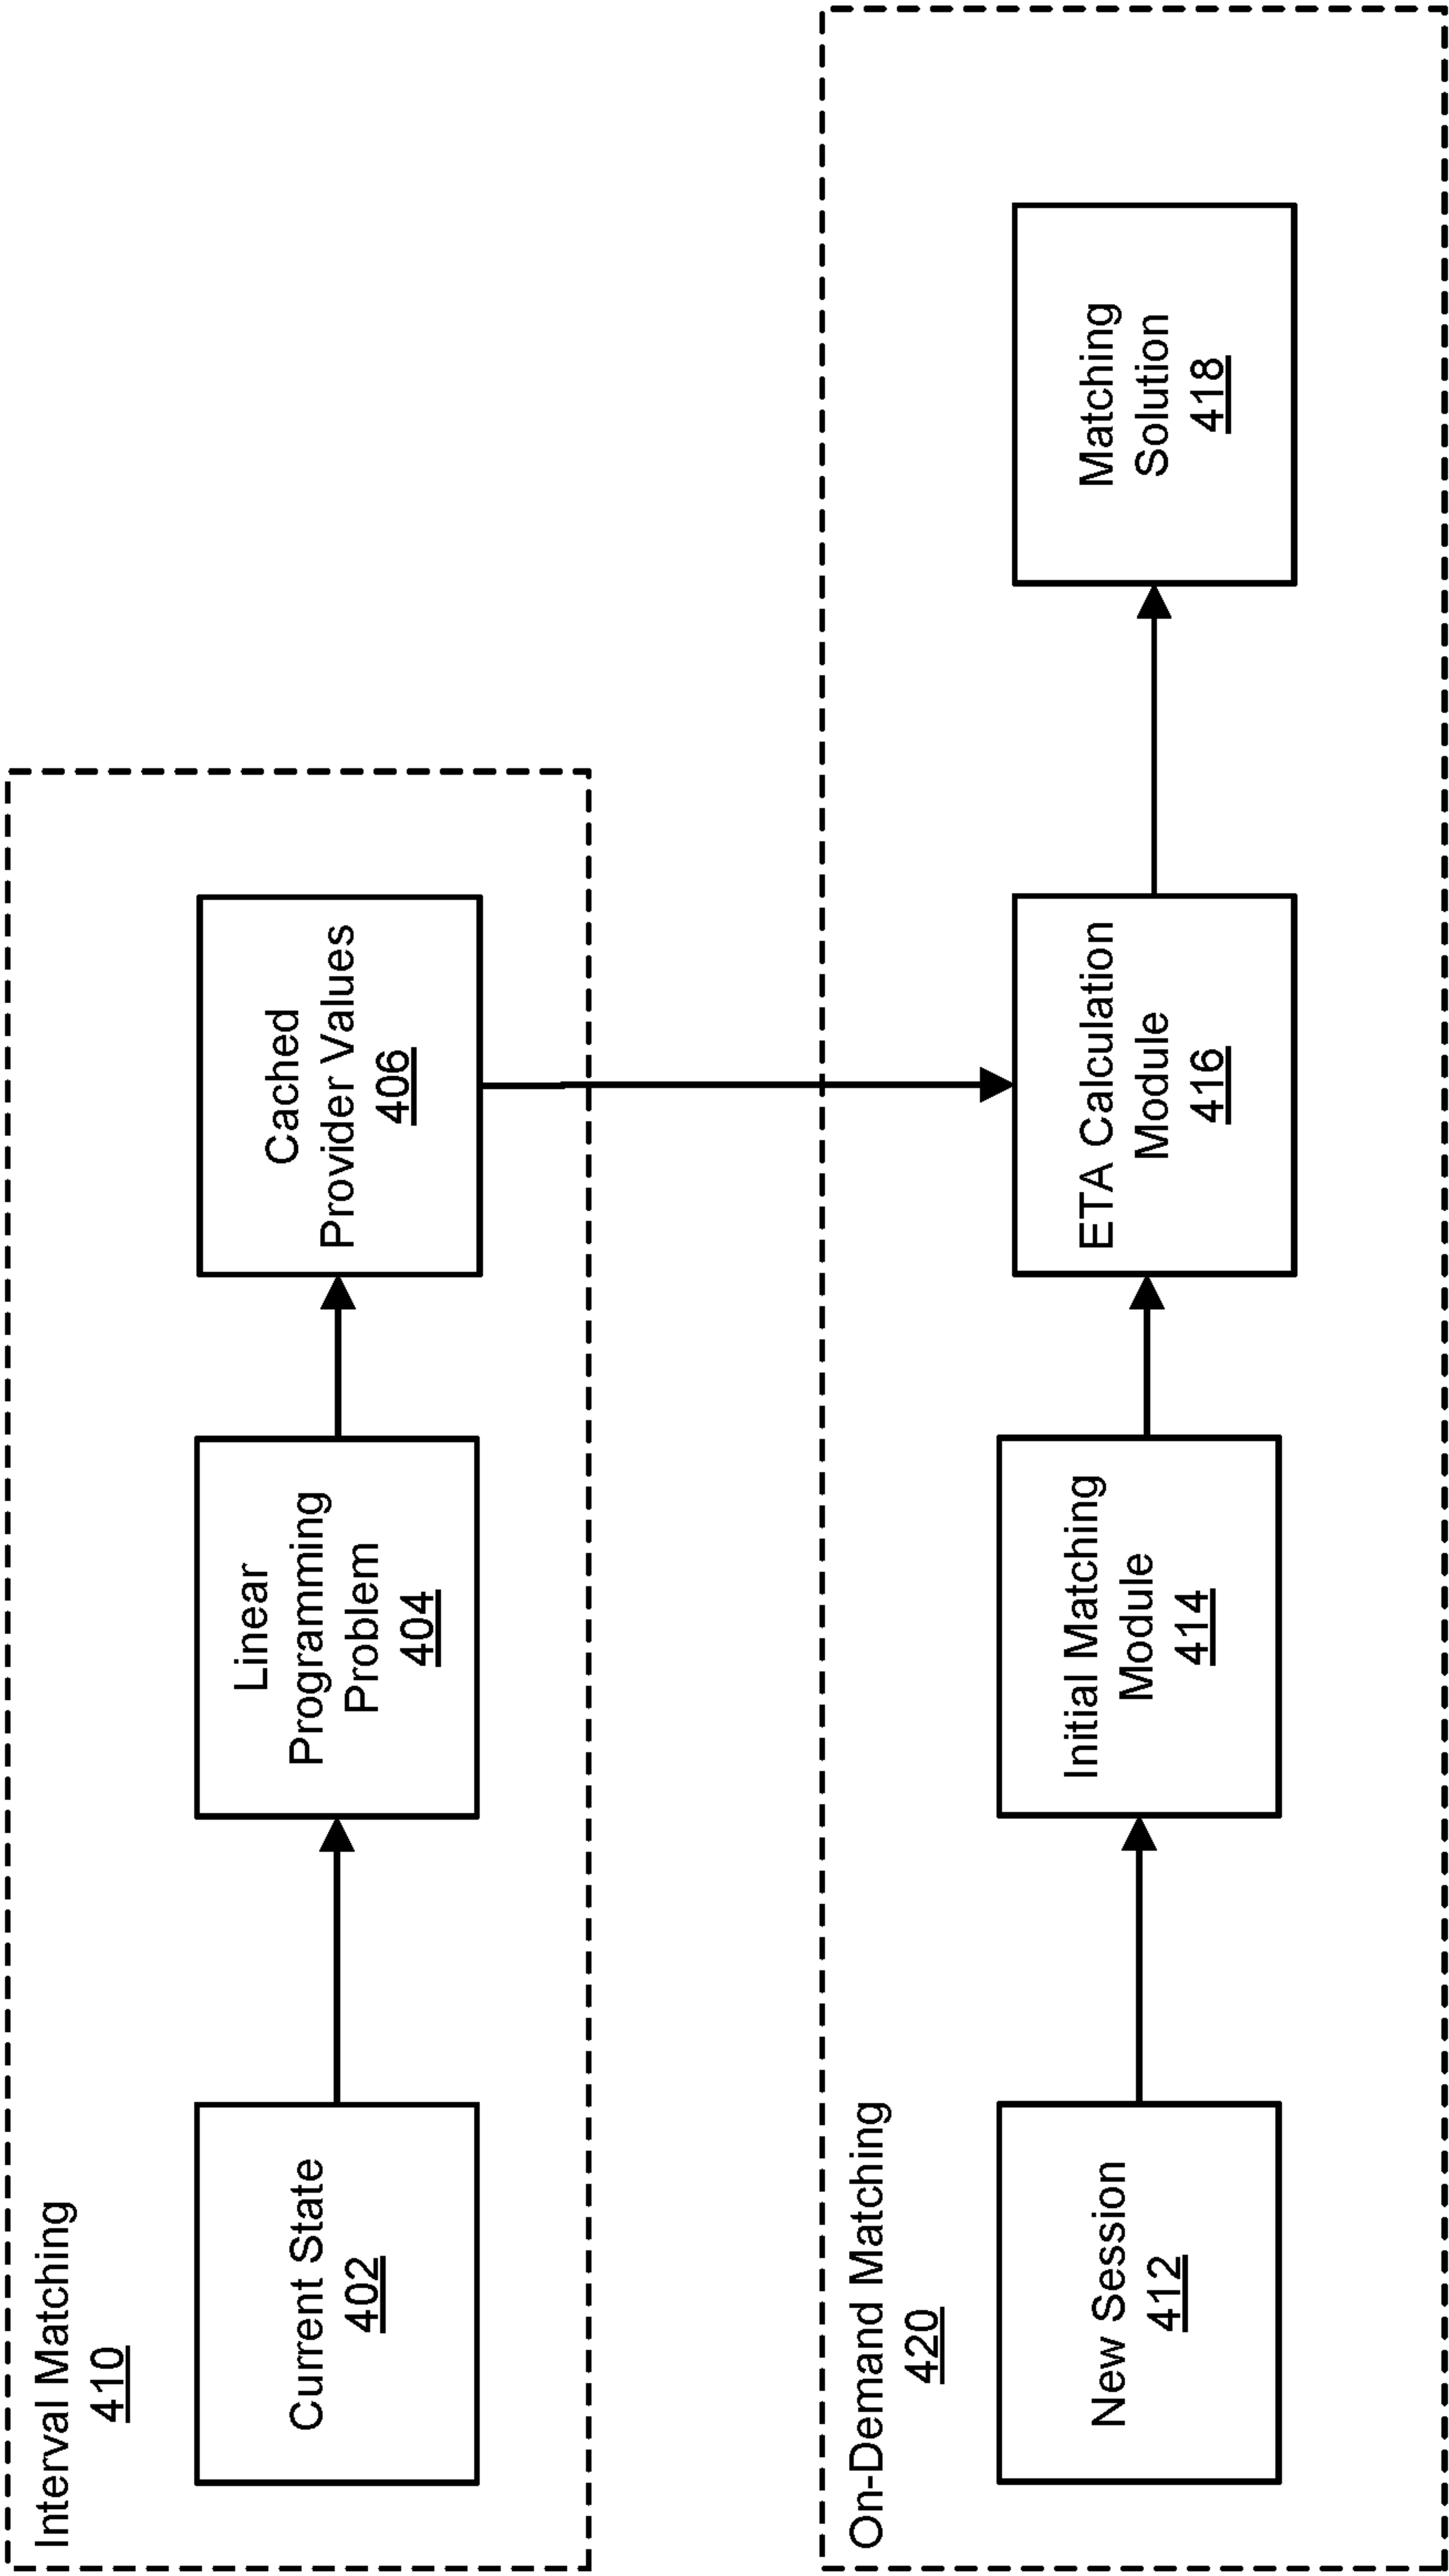 Interval Matching
410
Current State
402
Linear
Programming
Problem
404
Cached
Provider Values
406
On-Demand Matching
420
New Session
412
Initial Matching
Module
414
ETA Calculation
Module
416
Matching
Solution
418